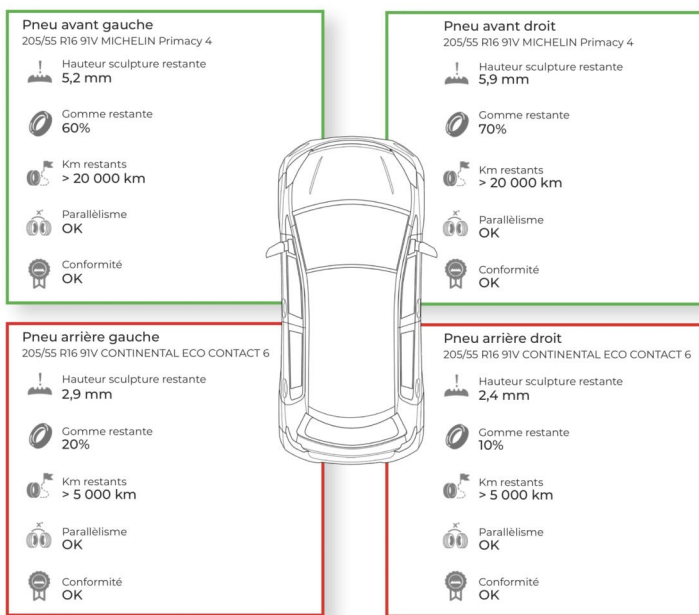 Pneu avant gauche
205/55 R16 91V MICHELIN Primacy 4
Hauteur sculpture restante
5,2 mm
Gomme restante
60%
Km restants
> 20 000 km
Parallèlisme
OK
Conformité
OK
Pneu avant droit
205/55 R16 91V MICHELIN Primacy 4
Hauteur sculpture restante
5,9 mm
Gomme restante
70%
Km restants
> 20 000 km
Parallèlisme
OK
Conformité
OK
Pneu arrière gauche
205/55 R16 91V CONTINENTAL ECO CONTACT 6
Hauteur sculpture restante
2,9 mm
Gomme restante
20%
Km restants
> 5 000 km
Parallèlisme
OK
Conformité
OK
Pneu arrière droit
205/55 R16 91V CONTINENTAL ECO CONTACT 6
Hauteur sculpture restante
2,4 mm
Gomme restante
10%
Km restants
> 5 000 km
Parallèlisme
OK
Conformité
OK